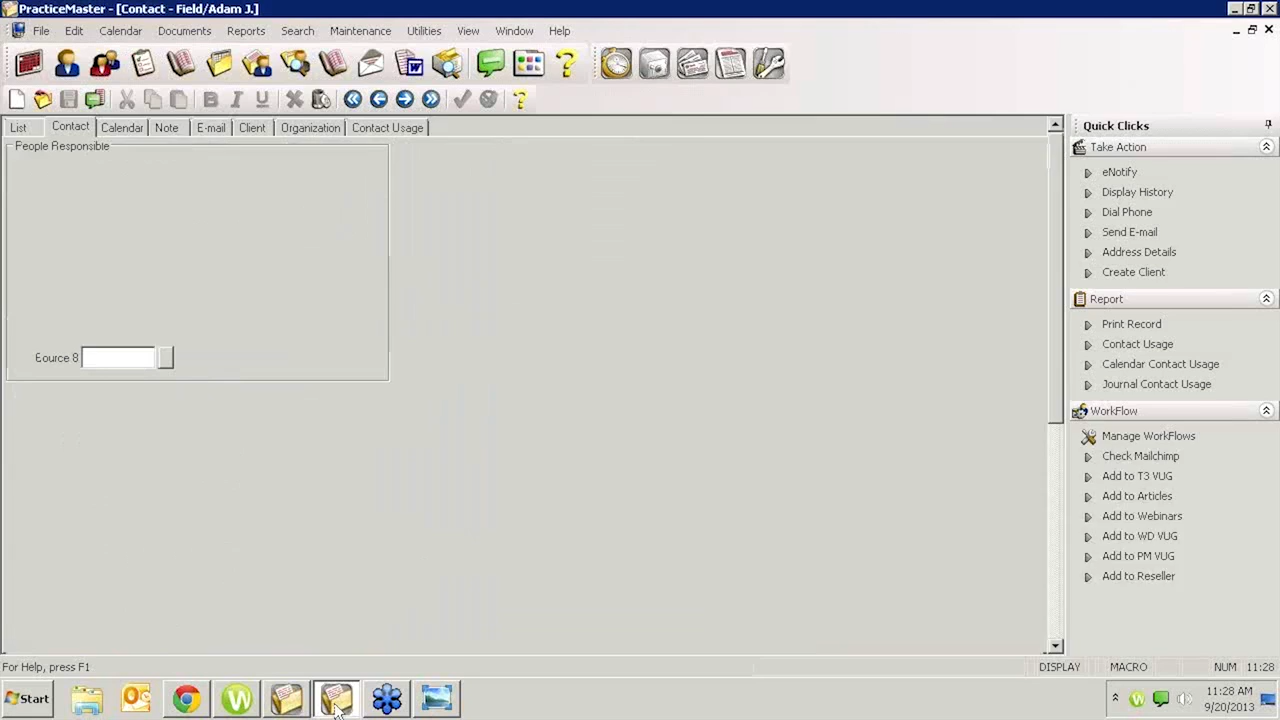 PracticeMaster - [Contact - Field/Adam J.]
File Edit Calendar Documents Reports Search Maintenance Utilities View Window Help
List Contact Calendar Note E-mail Client Organization Contact Usage
People Responsible
Source 8
Quick Clicks
Take Action
eNotify
Display History
Dial Phone
Send E-mail
Address Details
Create Client
Report
Print Record
Contact Usage
Calendar Contact Usage
Journal Contact Usage
WorkFlow
Manage WorkFlows
Check Mailchimp
Add to T3 VUG
Add to Articles
Add to Webinars
Add to WD VUG
Add to PM VUG
Add to Reseller
For Help, press F1
DISPLAY MACRO NUM 11:28
Start
11:28 AM
9/20/2013